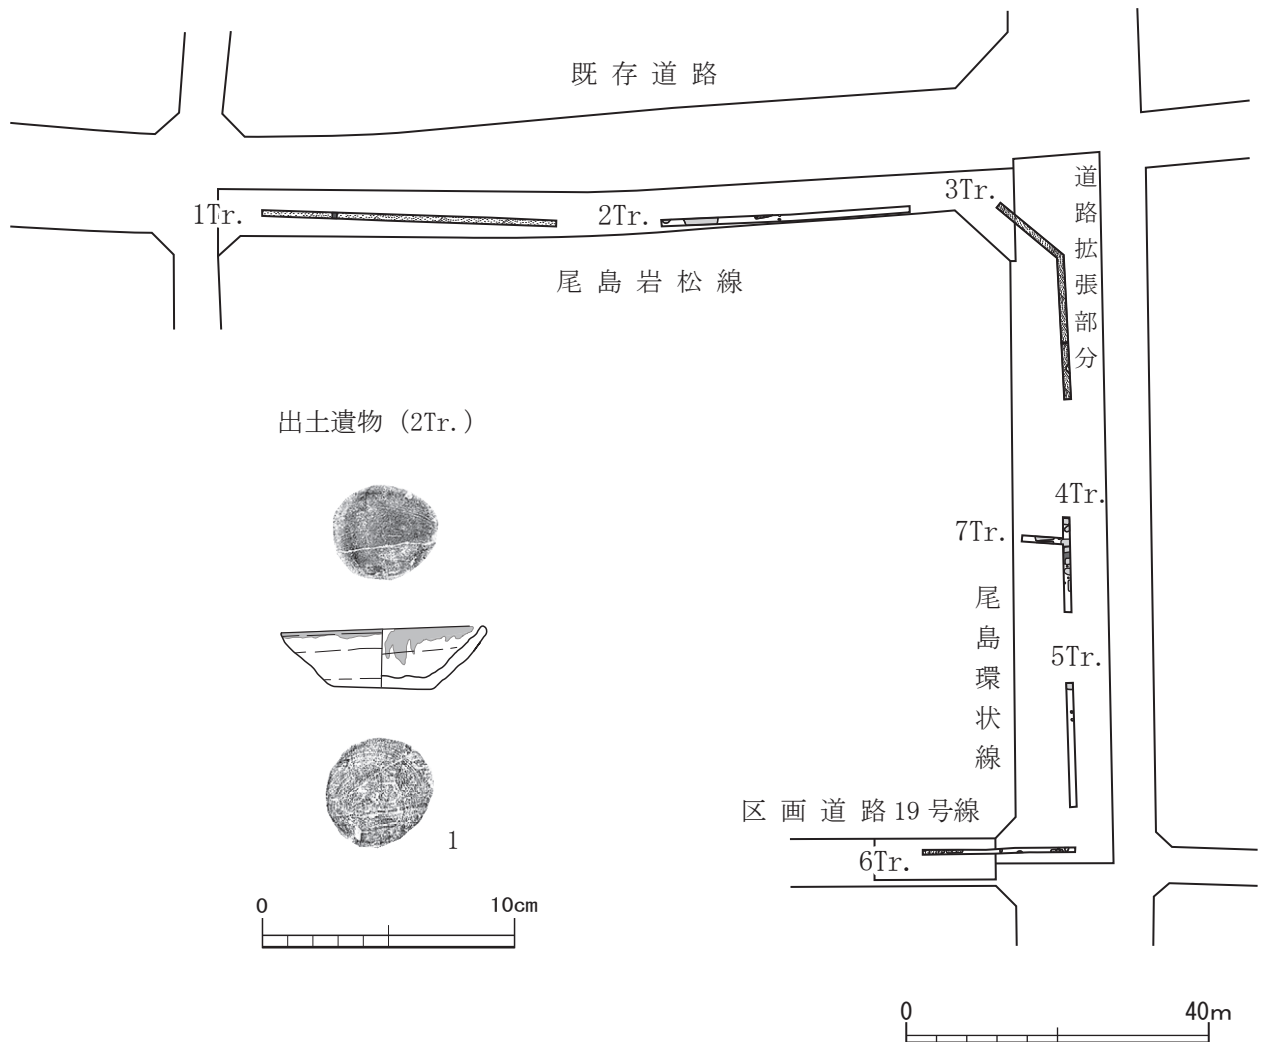 既存道路
1Tr.
2Tr.
3Tr.
道路拡張部分
尾島岩松線
出土遺物（2Tr.）
4Tr.
7Tr.
尾島環状線
5Tr.
区画道路19号線
6Tr.
1
0 10cm
0 40m